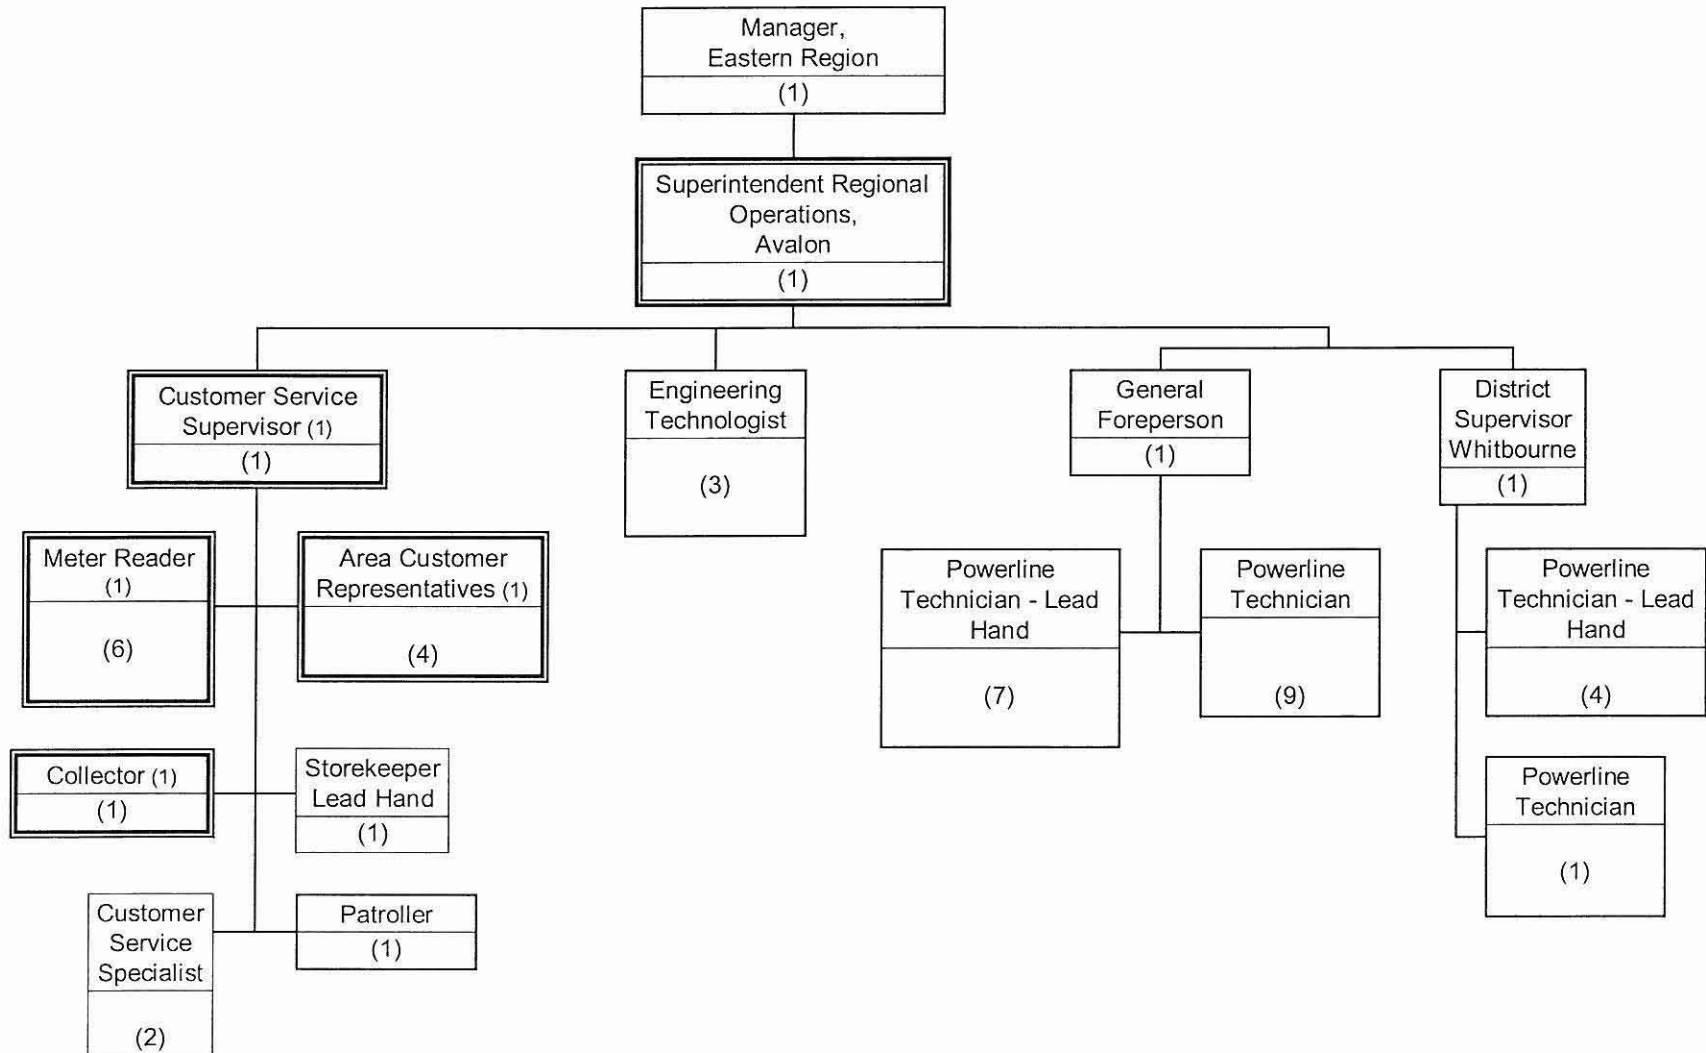 Manager,
Eastern Region
(1)
Superintendent Regional
Operations,
Avalon
(1)
Customer Service
Supervisor (1)
(1)
Engineering
Technologist
(3)
General
Foreperson
(1)
District
Supervisor
Whitbourne
(1)
Meter Reader
(1)
(6)
Area Customer
Representatives (1)
(4)
Powerline
Technician - Lead
Hand
(7)
Powerline
Technician
(9)
Powerline
Technician - Lead
Hand
(4)
Collector (1)
(1)
Storekeeper
Lead Hand
(1)
Powerline
Technician
(1)
Customer
Service
Specialist
(2)
Patroller
(1)